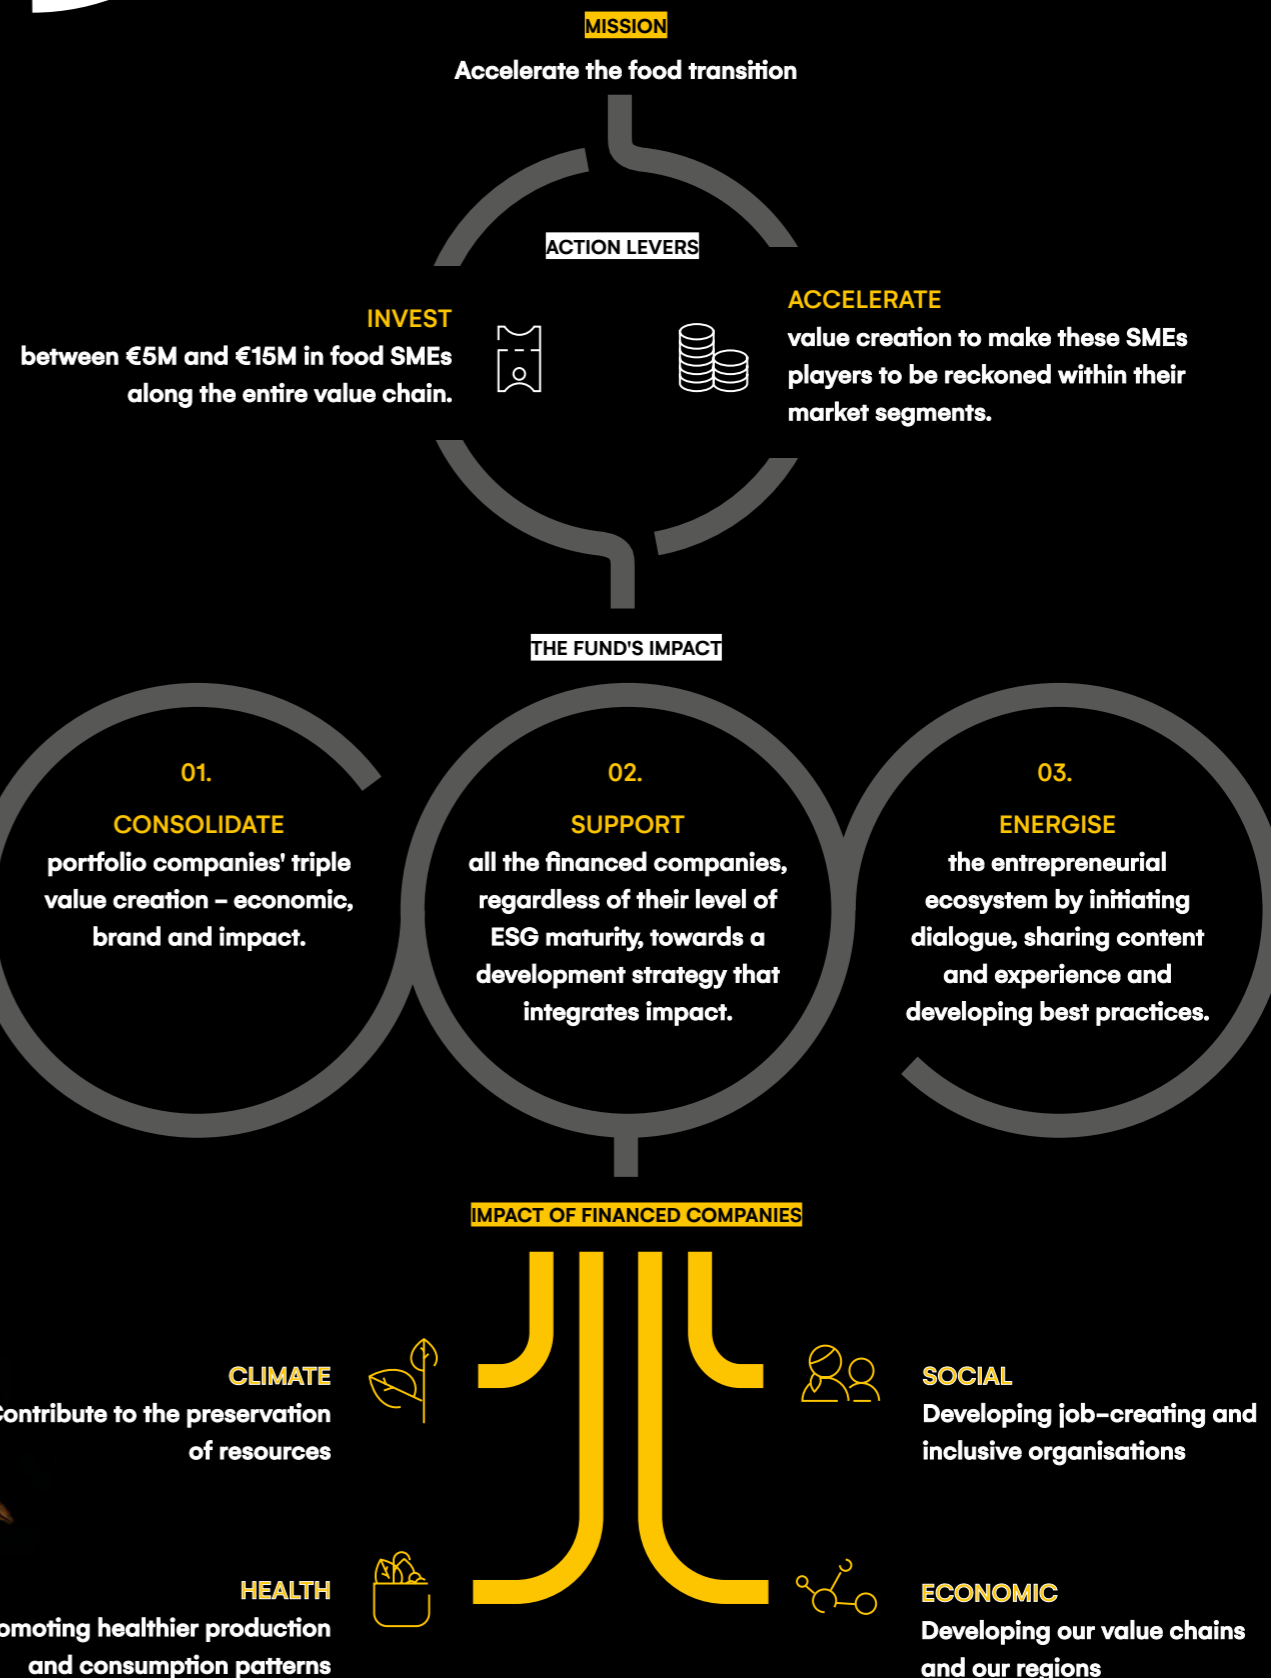 MISSION
Accelerate the food transition
ACTION LEVERS
INVEST
between €5M and €15M in food SMEs
along the entire value chain.
ACCELERATE
value creation to make these SMEs
players to be reckoned within their
market segments.
THE FUND'S IMPACT
01.
CONSOLIDATE
portfolio companies' triple
value creation – economic,
brand and impact.
02.
SUPPORT
all the financed companies,
regardless of their level of
ESG maturity, towards a
development strategy that
integrates impact.
03.
ENERGISE
the entrepreneurial
ecosystem by initiating
dialogue, sharing content
and experience and
developing best practices.
IMPACT OF FINANCED COMPANIES
CLIMATE
Contribute to the preservation
of resources
SOCIAL
Developing job-creating and
inclusive organisations
HEALTH
omoting healthier production
and consumption patterns
ECONOMIC
Developing our value chains
and our regions